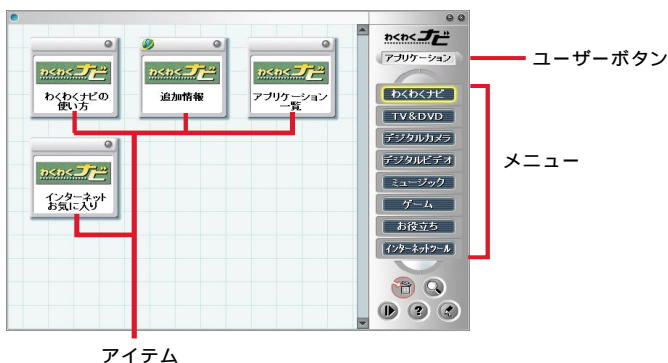 わくわくナビ
アプリケーション
ユーザーボタン
わくわくナビ
わくわくナビの
使い方
わくわくナビ
追加情報
わくわくナビ
アプリケーション
一覧
わくわくナビ
インターネット
お気に入り
わくわくナビ
TV&DVD
デジタルカメラ
デジタルビデオ
ミュージック
ゲーム
お役立ち
インターネットツール
メニュー
?
アイテム